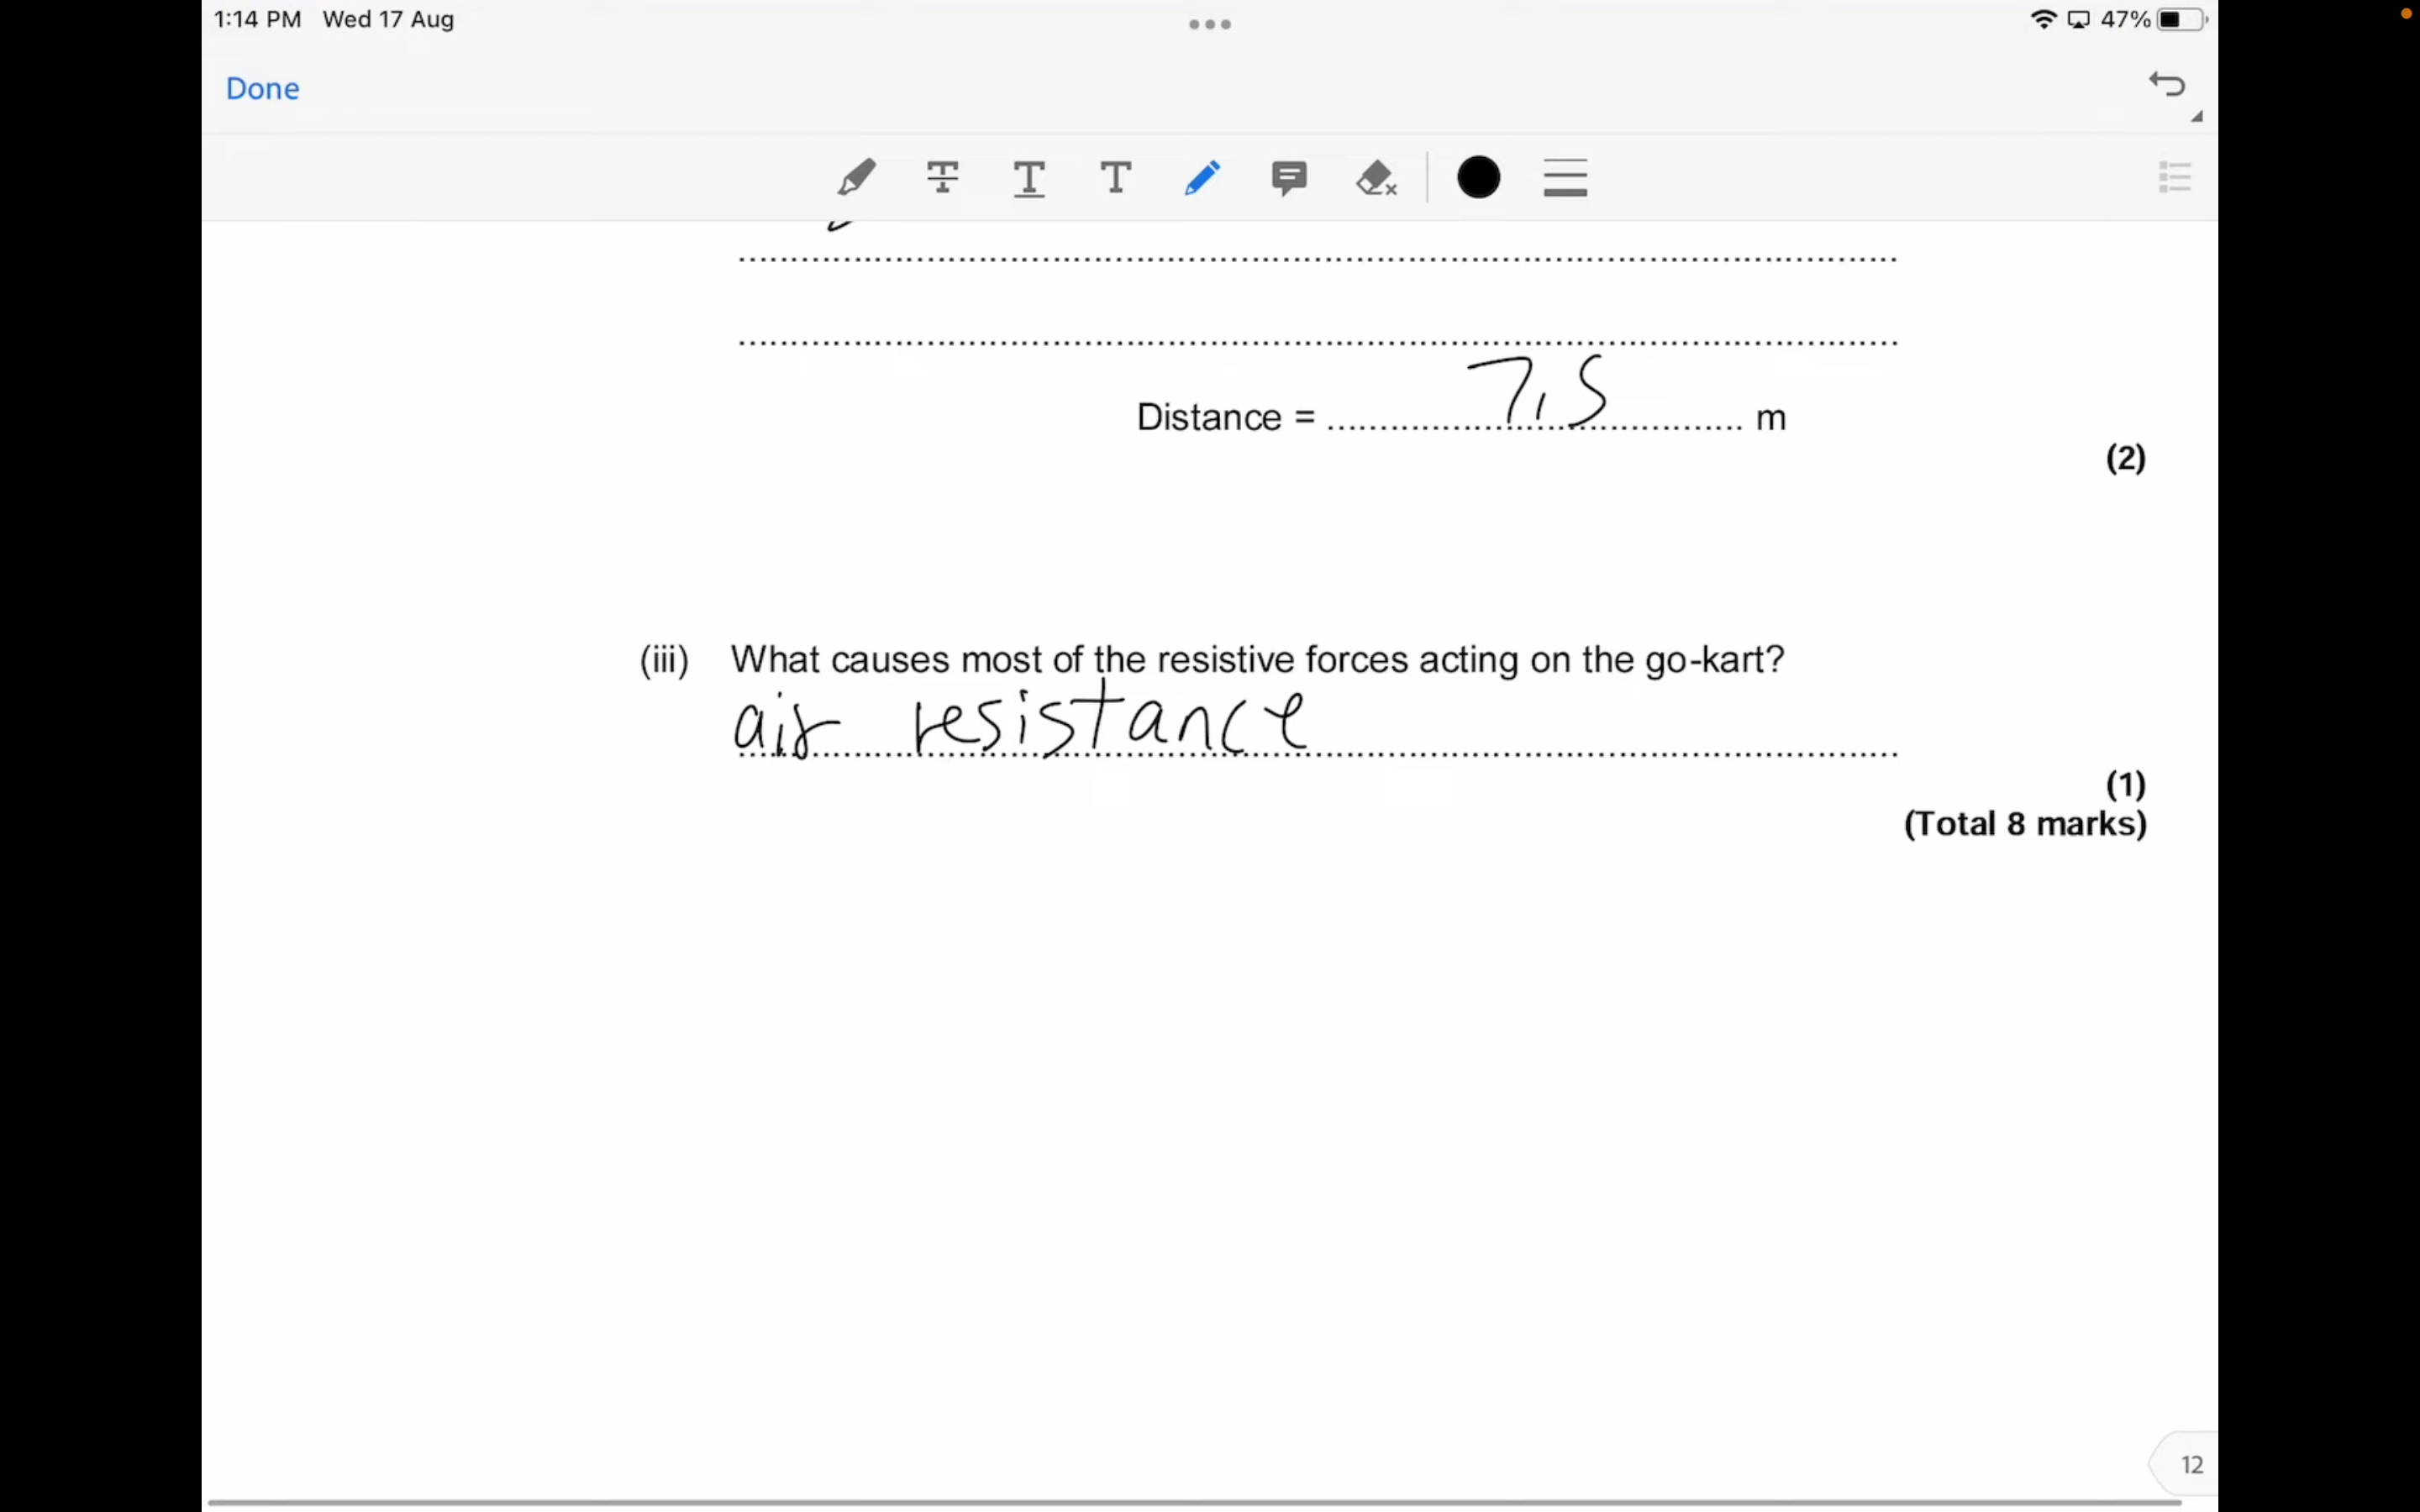 1:14 PM Wed 17 Aug
47%
Done
Distance = 7,5 m
(2)
(iii) What causes most of the resistive forces acting on the go-kart?
air resistance
(1)
(Total 8 marks)
12